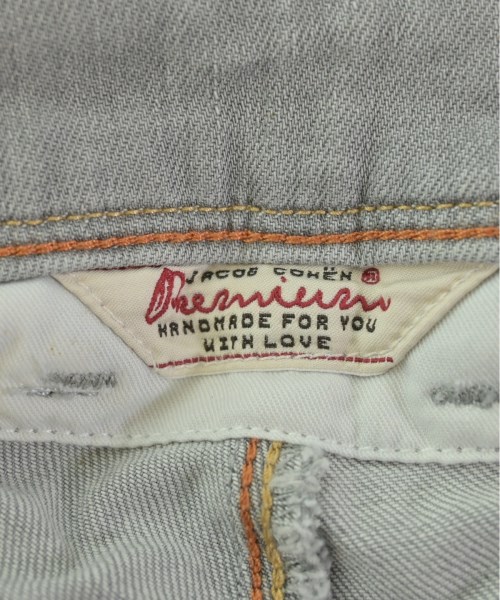 JACOB COHËN ®
Premium
HANDMADE FOR YOU
WITH LOVE